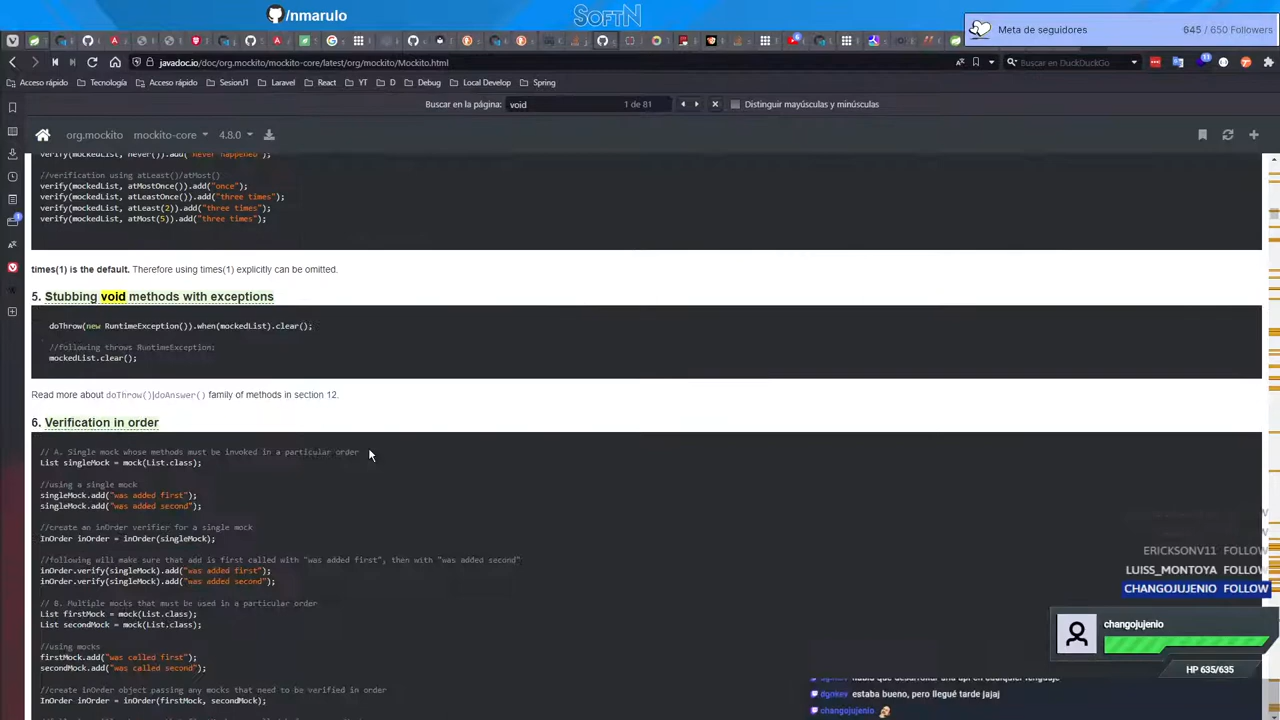 /nmarulo
SOFTN
Meta de seguidores 645 / 650 Followers
javadoc.io/doc/org.mockito/mockito-core/latest/org/mockito/Mockito.html
Buscar en DuckDuckGo
Acceso rápido Tecnología Acceso rápido SesionJ1 Laravel React YT D Debug Local Develop Spring
Buscar en la página: void 1 de 81 Distinguir mayúsculas y minúsculas
org.mockito mockito-core 4.8.0
verify(mockedList, never()).add("never happened");
//verification using atLeast()/atMost()
verify(mockedList, atMostOnce()).add("once");
verify(mockedList, atLeastOnce()).add("three times");
verify(mockedList, atLeast(2)).add("three times");
verify(mockedList, atMost(5)).add("three times");
times(1) is the default. Therefore using times(1) explicitly can be omitted.
5. Stubbing void methods with exceptions
doThrow(new RuntimeException()).when(mockedList).clear();
//following throws RuntimeException:
mockedList.clear();
Read more about doThrow()|doAnswer() family of methods in section 12.
6. Verification in order
// A. Single mock whose methods must be invoked in a particular order
List singleMock = mock(List.class);
//using a single mock
singleMock.add("was added first");
singleMock.add("was added second");
//create an inOrder verifier for a single mock
InOrder inOrder = inOrder(singleMock);
//following will make sure that add is first called with "was added first", then with "was added second"
inOrder.verify(singleMock).add("was added first");
inOrder.verify(singleMock).add("was added second");
// B. Multiple mocks that must be used in a particular order
List firstMock = mock(List.class);
List secondMock = mock(List.class);
//using mocks
firstMock.add("was called first");
secondMock.add("was called second");
//create inOrder object passing any mocks that need to be verified in order
InOrder inOrder = inOrder(firstMock, secondMock);
ERICKSONV11 FOLLOW
LUISS_MONTOYA FOLLOW
CHANGOJUJENIO FOLLOW
changojujenio
HP 635/635
dgokev estaba bueno, pero llegué tarde jajaj
changojujenio